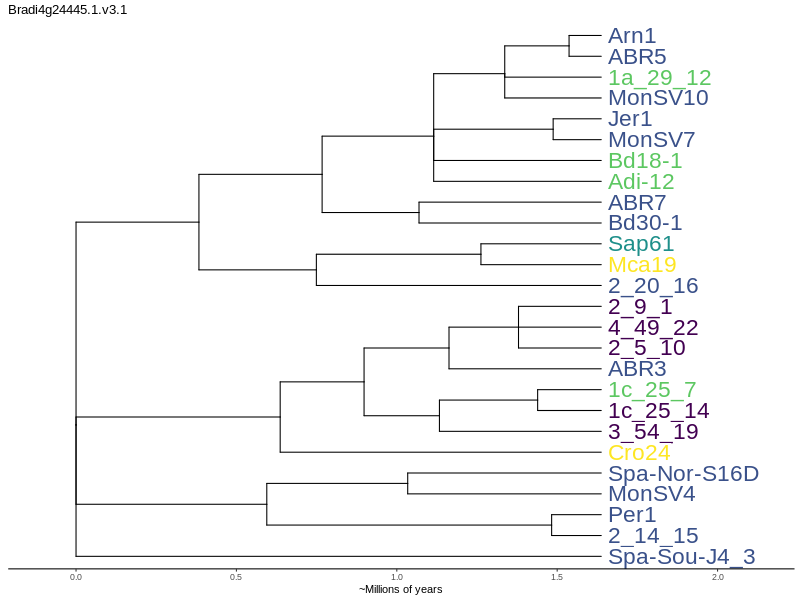 Bradi4g24445.1.v3.1
Arn1
ABR5
1a_29_12
MonSV10
Jer1
MonSV7
Bd18-1
Adi-12
ABR7
Bd30-1
Sap61
Mca19
2_20_16
2_9_1
4_49_22
2_5_10
ABR3
1c_25_7
1c_25_14
3_54_19
Cro24
Spa-Nor-S16D
MonSV4
Per1
2_14_15
Spa-Sou-J4_3
0.0 0.5 1.0 1.5 2.0
~Millions of years